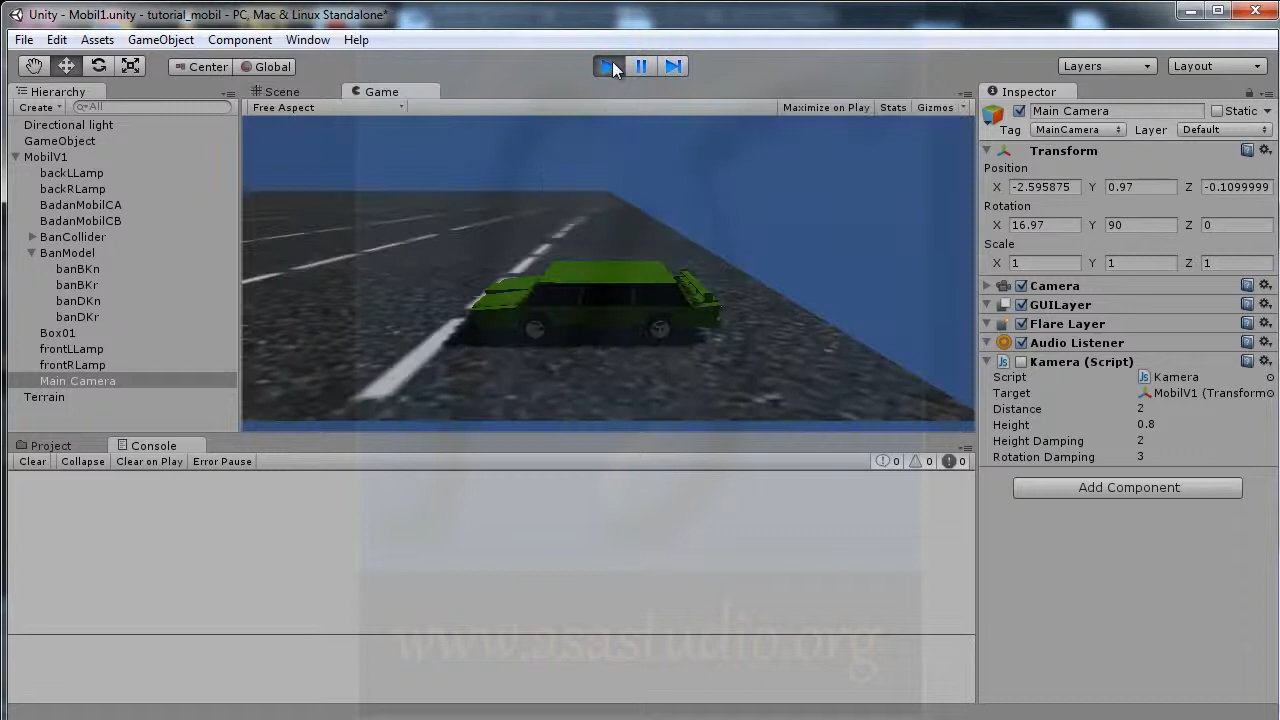 Unity - Mobil1.unity - tutorial_mobil - PC, Mac & Linux Standalone*
File Edit Assets GameObject Component Window Help
Center Global Layers Layout
Hierarchy Scene Game Inspector
Create All Free Aspect Maximize on Play Stats Gizmos Main Camera Static
Tag MainCamera Layer Default
Directional light
GameObject
MobilV1
backLLamp
backRLamp
BadanMobilCA
BadanMobilCB
BanCollider
BanModel
banBKn
banBKr
banDKn
banDKr
Box01
frontLLamp
frontRLamp
Main Camera
Terrain
Transform
Position
X -2.595875 Y 0.97 Z -0.1099999
Rotation
X 16.97 Y 90 Z 0
Scale
X 1 Y 1 Z 1
Camera
GUILayer
Flare Layer
Audio Listener
Kamera (Script)
Script Kamera
Target MobilV1 (Transform
Distance 2
Height 0.8
Height Damping 2
Rotation Damping 3
Add Component
Project Console
Clear Collapse Clear on Play Error Pause 0 0 0
www.asastudio.org